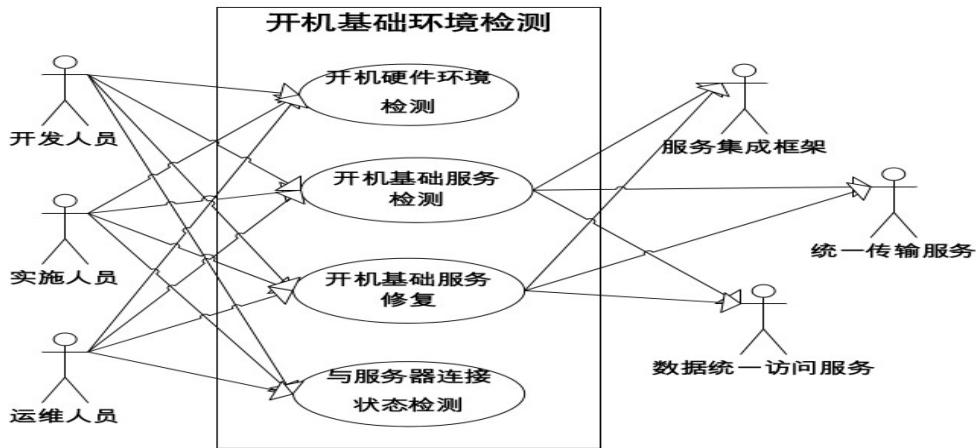 开机基础环境检测
开机硬件环境
检测
开发人员
服务集成框架
开机基础服务
检测
实施人员
统一传输服务
开机基础服务
修复
数据统一访问服务
与服务器连接
状态检测
运维人员